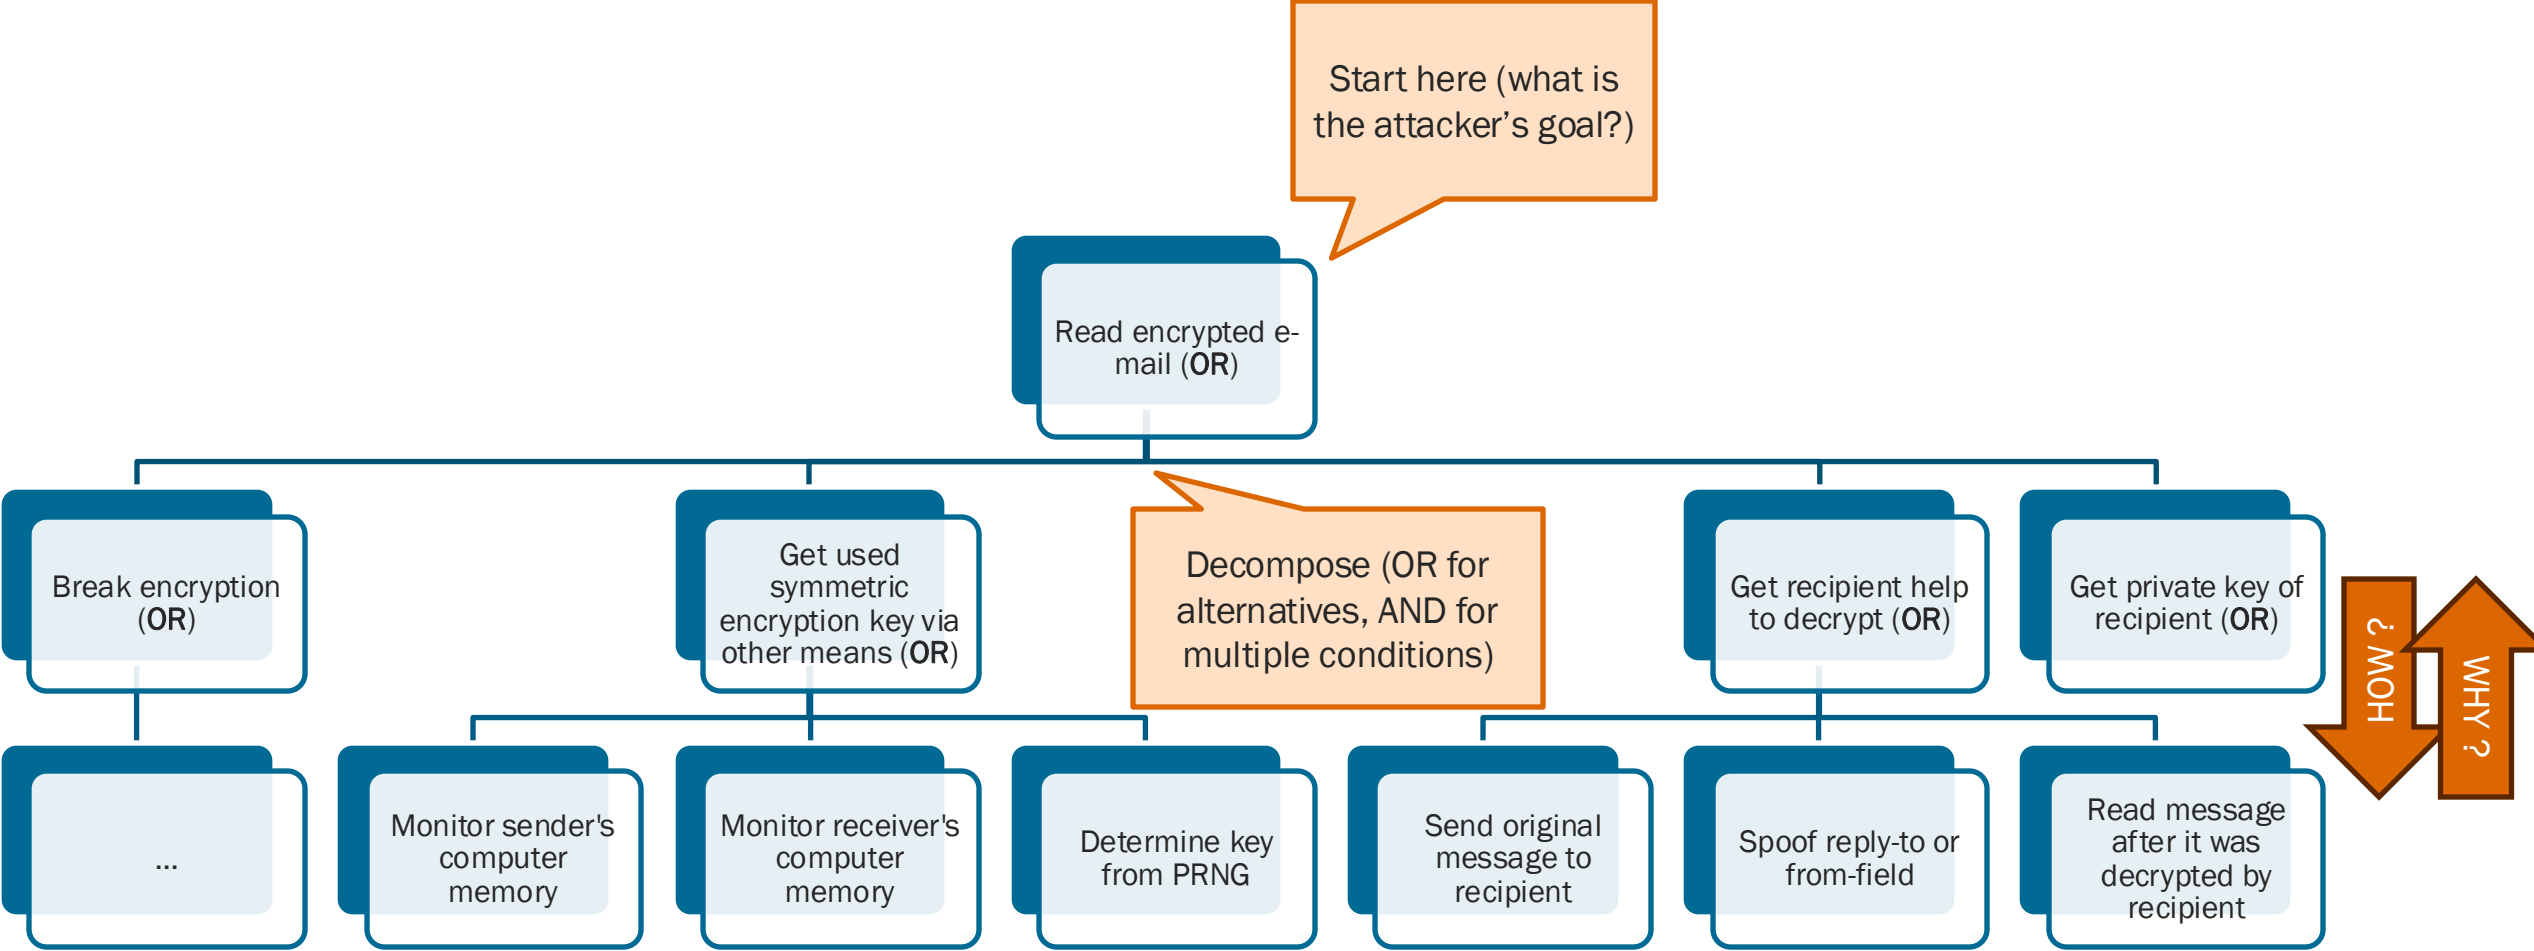 Start here (what is
the attacker’s goal?)
Read encrypted e-
mail (OR)
Break encryption
(OR)
Get used
symmetric
encryption key via
other means (OR)
Decompose (OR for
alternatives, AND for
multiple conditions)
Get recipient help
to decrypt (OR)
Get private key of
recipient (OR)
HOW ?
WHY ?
...
Monitor sender's
computer
memory
Monitor receiver's
computer
memory
Determine key
from PRNG
Send original
message to
recipient
Spoof reply-to or
from-field
Read message
after it was
decrypted by
recipient